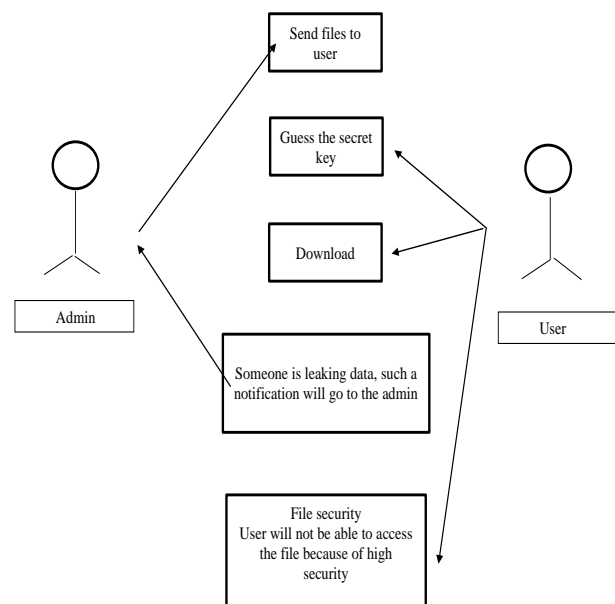 Send files to
user
Guess the secret
key
Download
Admin
User
Someone is leaking data, such a
notification will go to the admin
File security
User will not be able to access
the file because of high
security